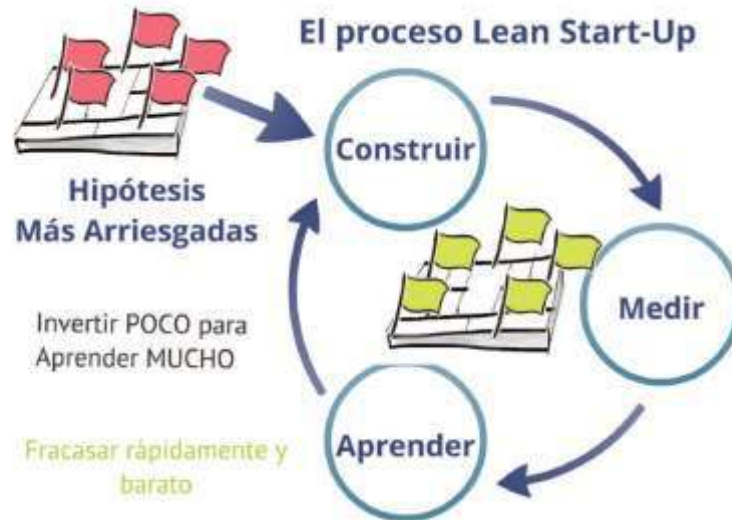 El proceso Lean Start-Up
Construir
Hipótesis
Más Arriesgadas
Medir
Invertir POCO para
Aprender MUCHO
Aprender
Fracasar rápidamente y
barato